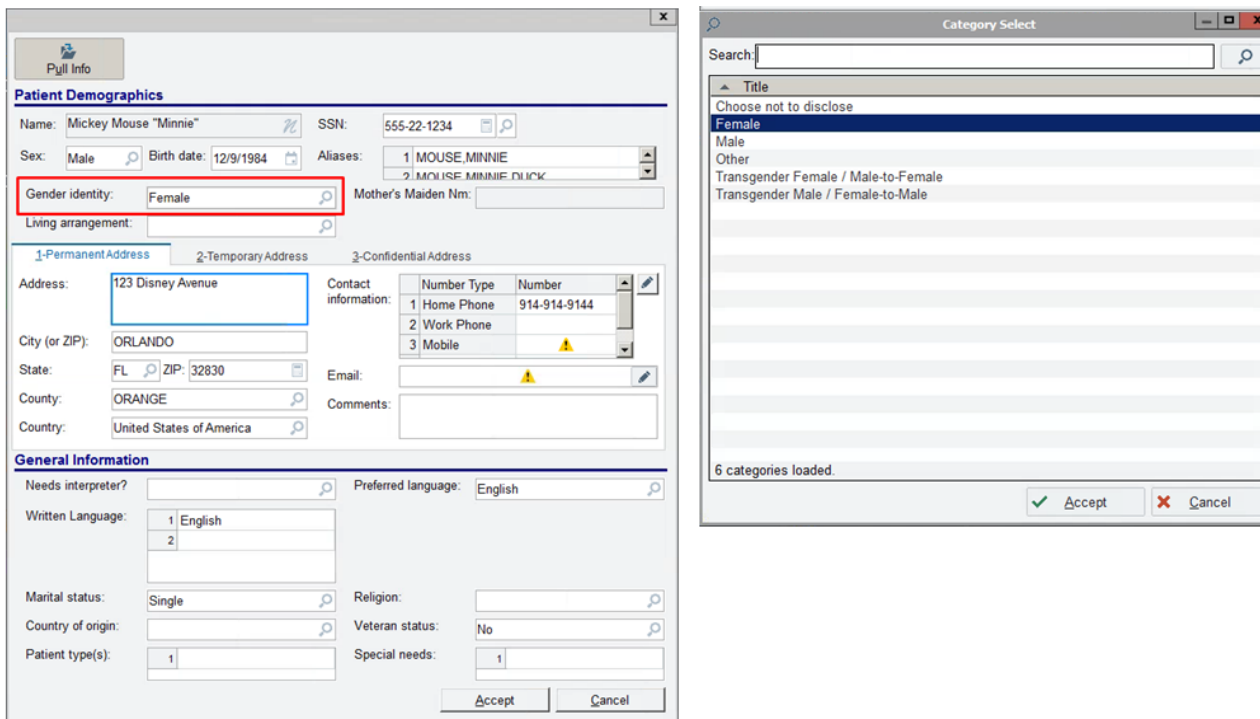 x
Pull Info
Patient Demographics
Name: Mickey Mouse "Minnie" SSN: 555-22-1234
Sex: Male Birth date: 12/9/1984 Aliases: 1 MOUSE,MINNIE
2 MOUSE,MINNIE DUCK
Gender identity: Female Mother's Maiden Nm:
Living arrangement:
1-Permanent Address 2-Temporary Address 3-Confidential Address
Address: 123 Disney Avenue
Contact information:
Number Type Number
1 Home Phone 914-914-9144
2 Work Phone
3 Mobile
City (or ZIP): ORLANDO
State: FL ZIP: 32830
Email:
County: ORANGE
Comments:
Country: United States of America
General Information
Needs interpreter? Preferred language: English
Written Language: 1 English
2
Marital status: Single Religion:
Country of origin: Veteran status: No
Patient type(s): 1 Special needs: 1
Accept Cancel
Category Select
Search:
Title
Choose not to disclose
Female
Male
Other
Transgender Female / Male-to-Female
Transgender Male / Female-to-Male
6 categories loaded.
Accept Cancel